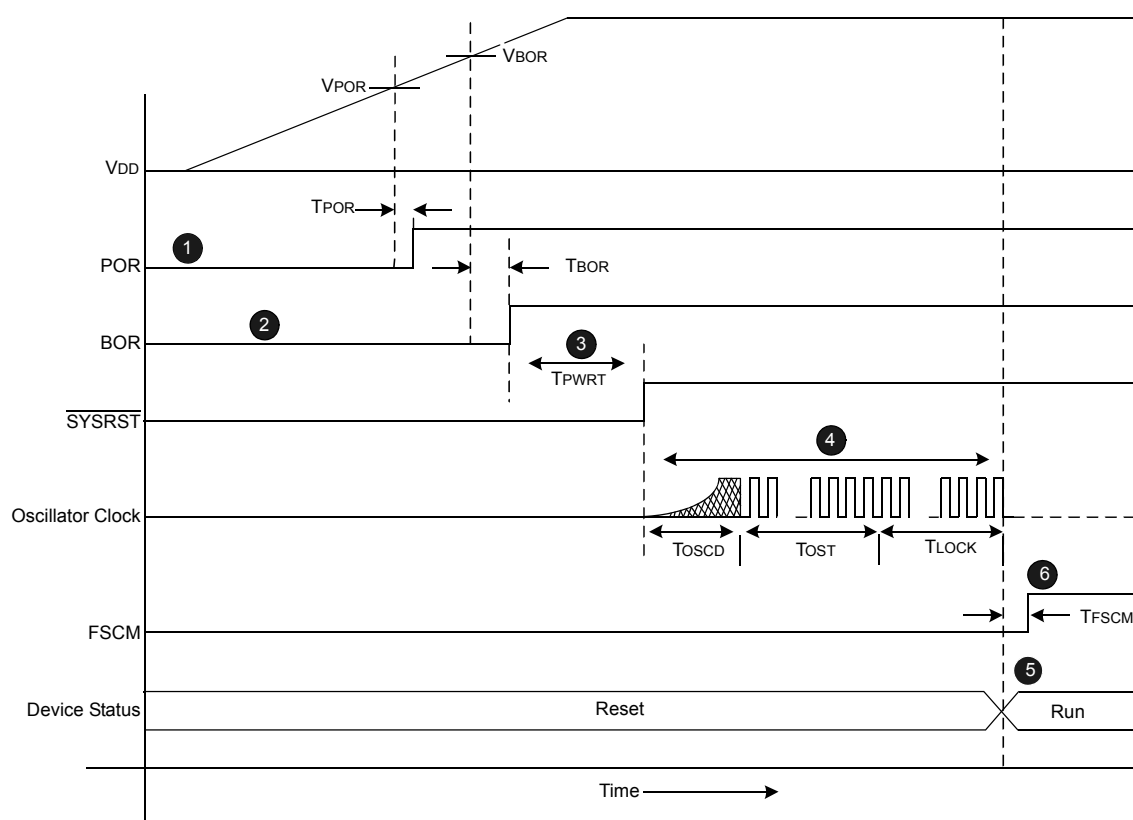 VBOR
VPOR
VDD
TPOR
1
POR
TBOR
2
BOR
3
TPWRT
SYSRST
4
Oscillator Clock
TOSCD
TOST
TLOCK
6
TFSCM
FSCM
5
Device Status
Reset
Run
Time